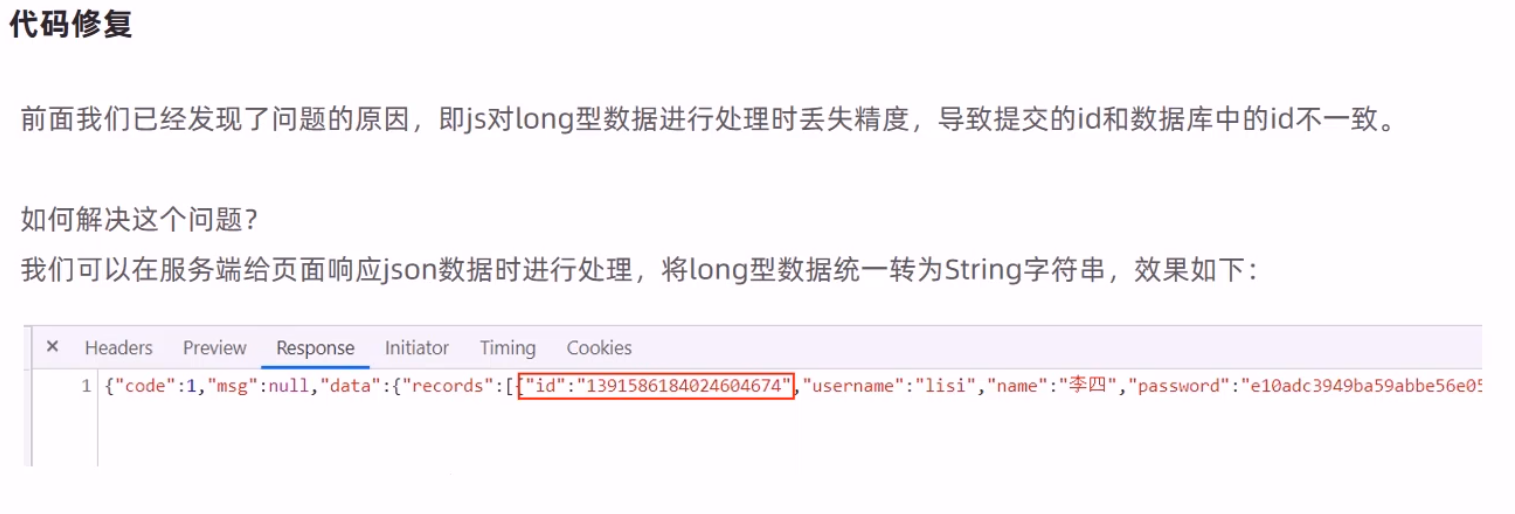 代码修复
前面我们已经发现了问题的原因，即js对long型数据进行处理时丢失精度，导致提交的id和数据库中的id不一致。
如何解决这个问题？
我们可以在服务端给页面响应json数据时进行处理，将long型数据统一转为String字符串，效果如下：
× Headers Preview Response Initiator Timing Cookies
1 {"code":1,"msg":null,"data":{"records":[{"id":"1391586184024604674","username":"lisi","name":"李四","password":"e10adc3949ba59abbe56e05